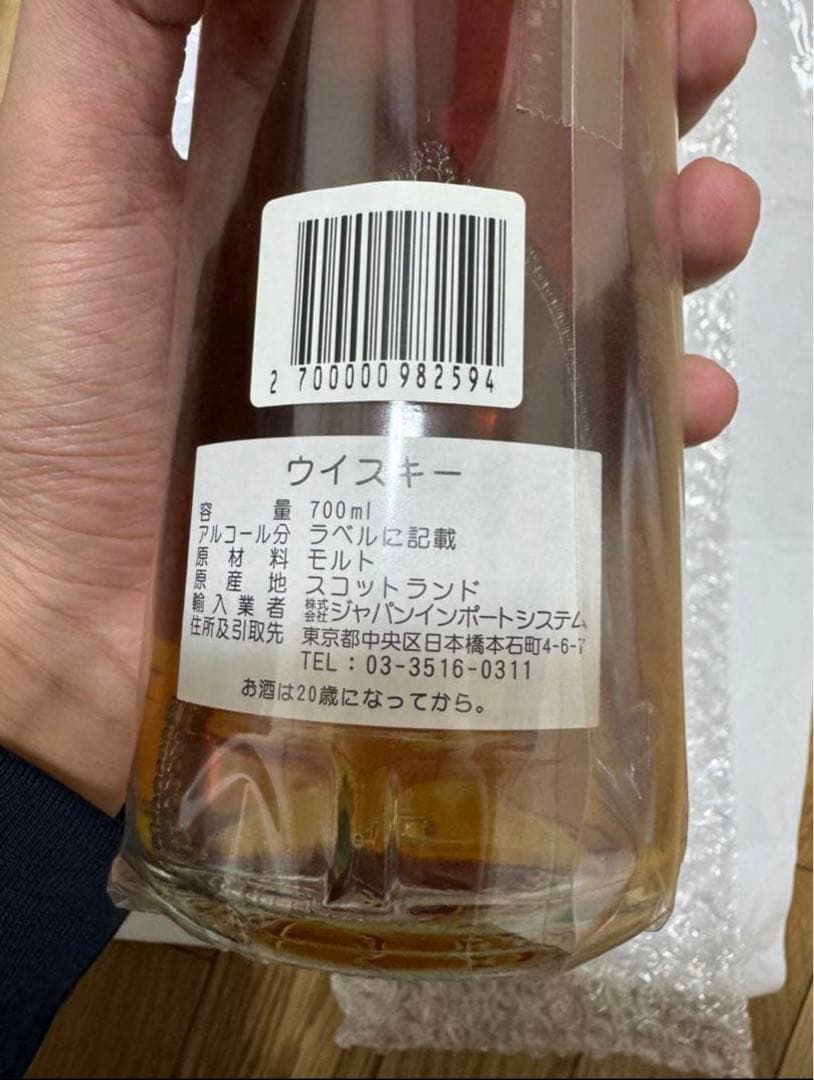 2 700000 982594
ウイスキー
容量 700ml
アルコール分 ラベルに記載
原材料 モルト
原産地 スコットランド
輸入業者 株式会社ジャパンインポートシステム
住所及引取先 東京都中央区日本橋本石町4-6-7
TEL：03-3516-0311
お酒は20歳になってから。